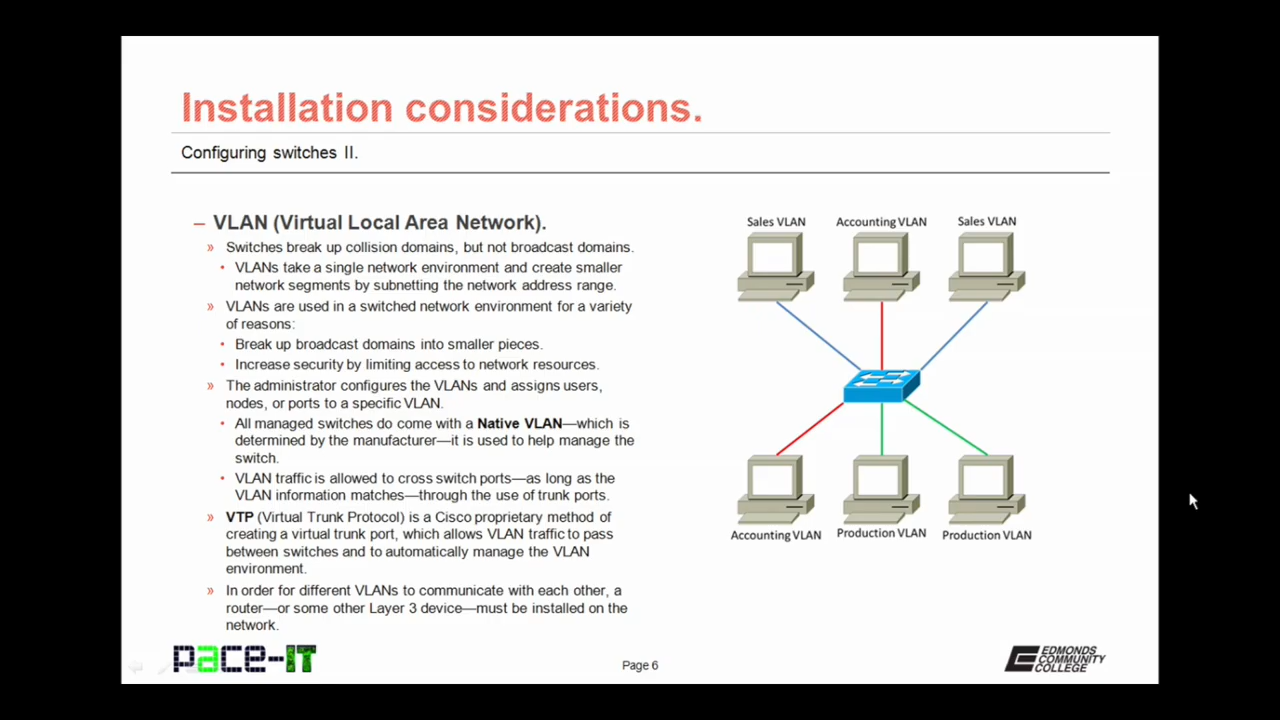 Installation considerations.
Configuring switches II.
– VLAN (Virtual Local Area Network).
» Switches break up collision domains, but not broadcast domains.
• VLANs take a single network environment and create smaller
network segments by subnetting the network address range.
» VLANs are used in a switched network environment for a variety
of reasons:
• Break up broadcast domains into smaller pieces.
• Increase security by limiting access to network resources.
» The administrator configures the VLANs and assigns users,
nodes, or ports to a specific VLAN.
• All managed switches do come with a Native VLAN—which is
determined by the manufacturer—it is used to help manage the
switch.
• VLAN traffic is allowed to cross switch ports—as long as the
VLAN information matches—through the use of trunk ports.
» VTP (Virtual Trunk Protocol) is a Cisco proprietary method of
creating a virtual trunk port, which allows VLAN traffic to pass
between switches and to automatically manage the VLAN
environment.
» In order for different VLANs to communicate with each other, a
router—or some other Layer 3 device—must be installed on the
network.
Sales VLAN
Accounting VLAN
Sales VLAN
Accounting VLAN
Production VLAN
Production VLAN
pace-IT
Page 6
EDMONDS
COMMUNITY
COLLEGE